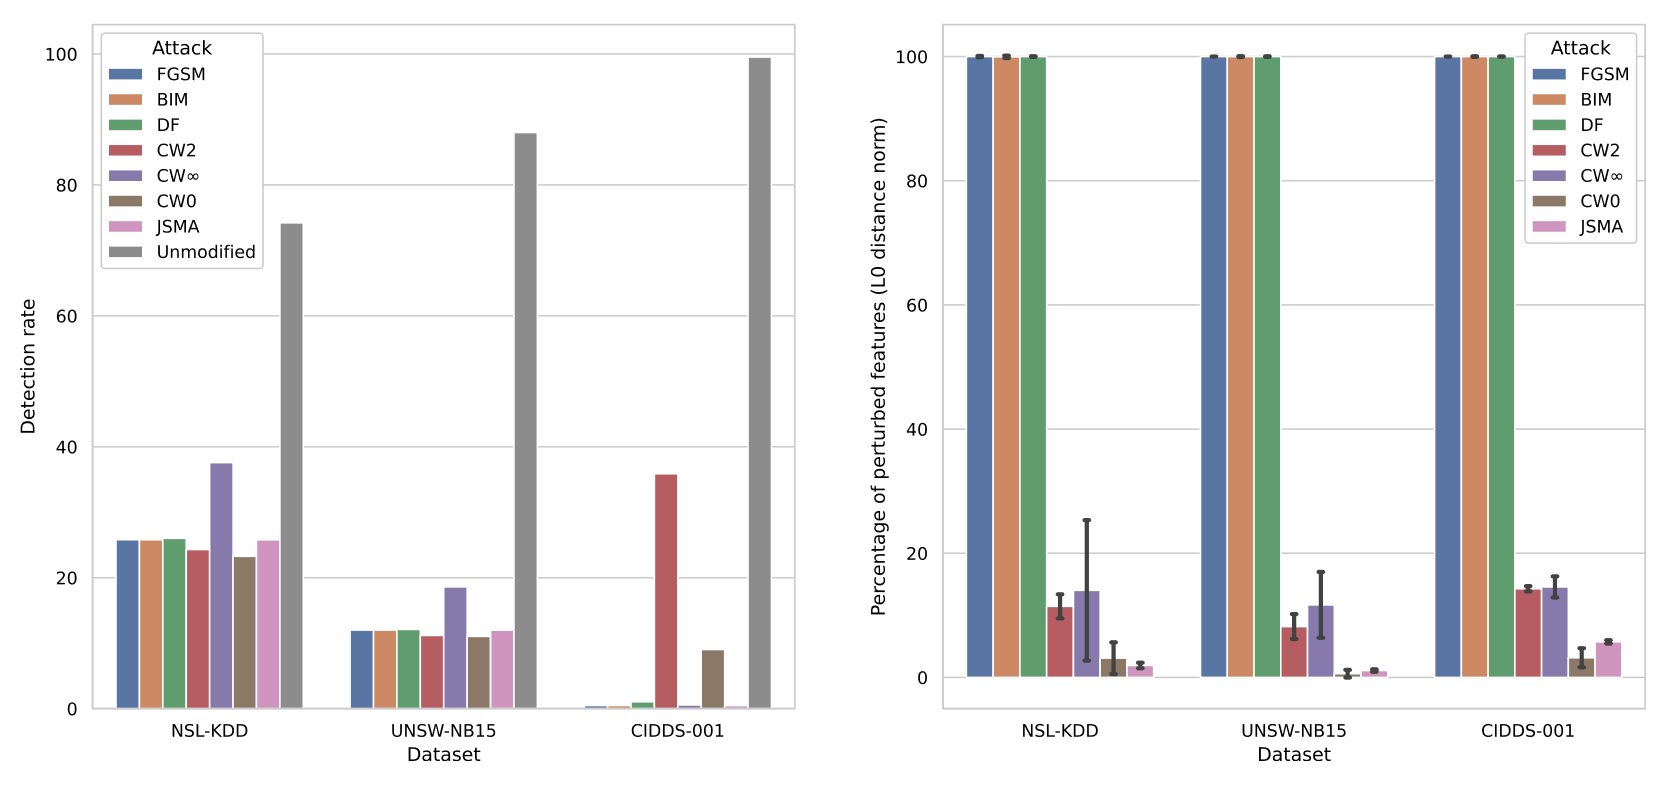 Attack
FGSM
BIM
DF
CW2
CW∞
CW0
JSMA
Unmodified
100
80
60
40
20
0
Detection rate
NSL-KDD
UNSW-NB15
CIDDS-001
Dataset
Attack
FGSM
BIM
DF
CW2
CW∞
CW0
JSMA
100
80
60
40
20
0
Percentage of perturbed features (L0 distance norm)
NSL-KDD
UNSW-NB15
CIDDS-001
Dataset